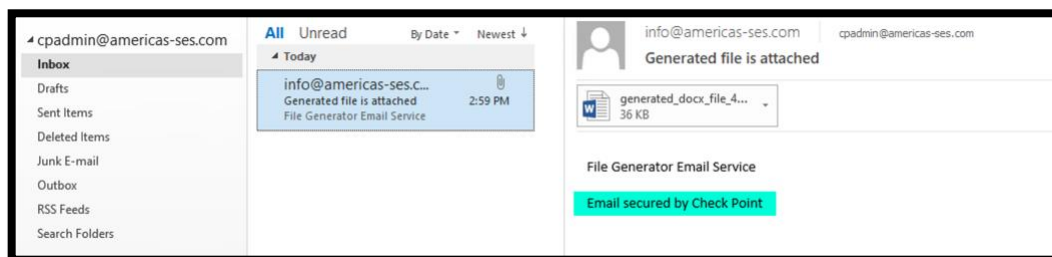 cpadmin@americas-ses.com
Inbox
Drafts
Sent Items
Deleted Items
Junk E-mail
Outbox
RSS Feeds
Search Folders
All Unread By Date Newest ↓
Today
info@americas-ses.c...
Generated file is attached 2:59 PM
File Generator Email Service
info@americas-ses.com cpadmin@americas-ses.com
Generated file is attached
generated_docx_file_4...
36 KB
File Generator Email Service
Email secured by Check Point